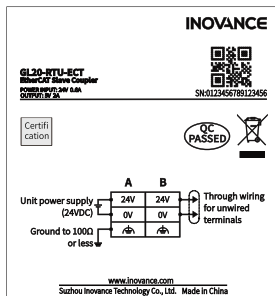 INOVANCE
GL20-RTU-ECT
EtherCAT Slave Coupler
POWER INPUT: 24V 0.6A
OUTPUT: 5V 2A
SN:0123456789123456
Certifi
cation
QC
PASSED
A B
Unit power supply
(24VDC)
24V 24V
0V 0V
Through wiring
for unwired
terminals
Ground to 100Ω
or less
www.inovance.com
Suzhou Inovance Technology Co., Ltd. Made in China